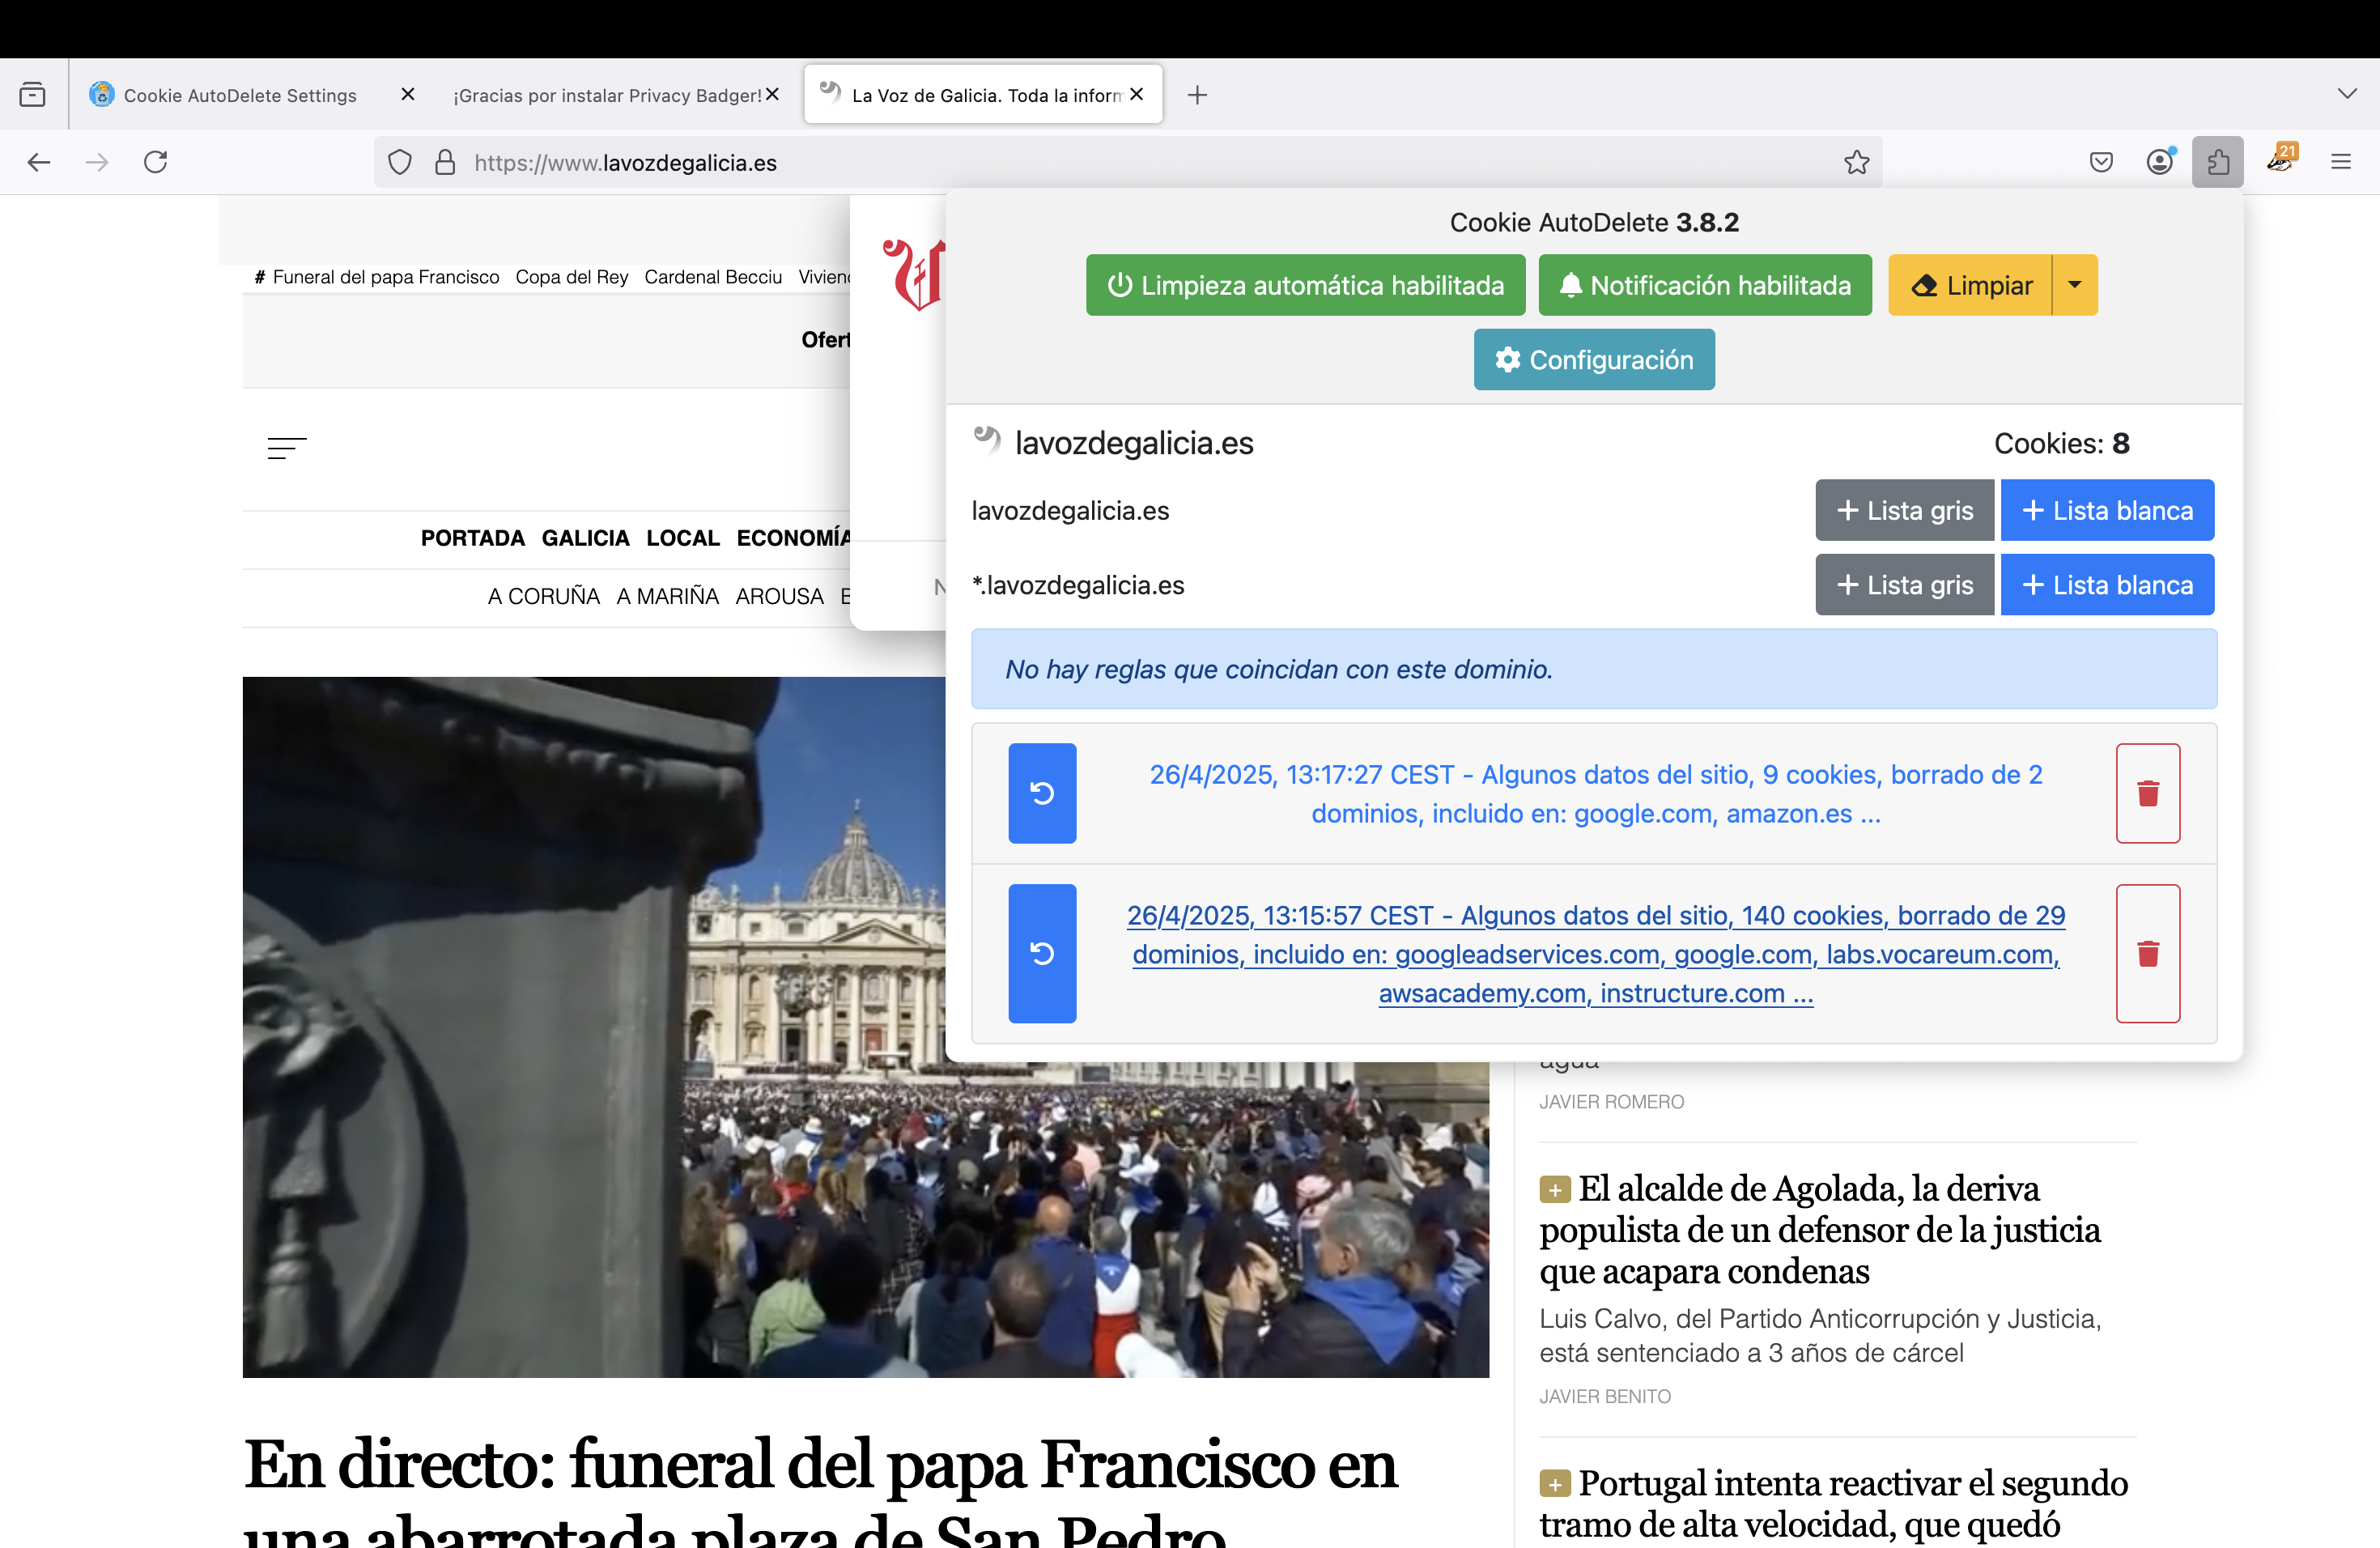 Cookie AutoDelete Settings
¡Gracias por instalar Privacy Badger!
La Voz de Galicia. Toda la inform
https://www.lavozdegalicia.es
21
# Funeral del papa Francisco Copa del Rey Cardenal Becciu
Ofert
PORTADA GALICIA LOCAL ECONOMÍA
A CORUÑA A MARIÑA AROUSA
Cookie AutoDelete 3.8.2
Limpieza automática habilitada
Notificación habilitada
Limpiar
Configuración
lavozdegalicia.es
Cookies: 8
lavozdegalicia.es
+ Lista gris
+ Lista blanca
*.lavozdegalicia.es
+ Lista gris
+ Lista blanca
No hay reglas que coincidan con este dominio.
26/4/2025, 13:17:27 CEST - Algunos datos del sitio, 9 cookies, borrado de 2
dominios, incluido en: google.com, amazon.es ...
26/4/2025, 13:15:57 CEST - Algunos datos del sitio, 140 cookies, borrado de 29
dominios, incluido en: googleadservices.com, google.com, labs.vocareum.com,
awsacademy.com, instructure.com ...
En directo: funeral del papa Francisco en
una abarrotada plaza de San Pedro
agua
JAVIER ROMERO
+ El alcalde de Agolada, la deriva
populista de un defensor de la justicia
que acapara condenas
Luis Calvo, del Partido Anticorrupción y Justicia,
está sentenciado a 3 años de cárcel
JAVIER BENITO
+ Portugal intenta reactivar el segundo
tramo de alta velocidad, que quedó